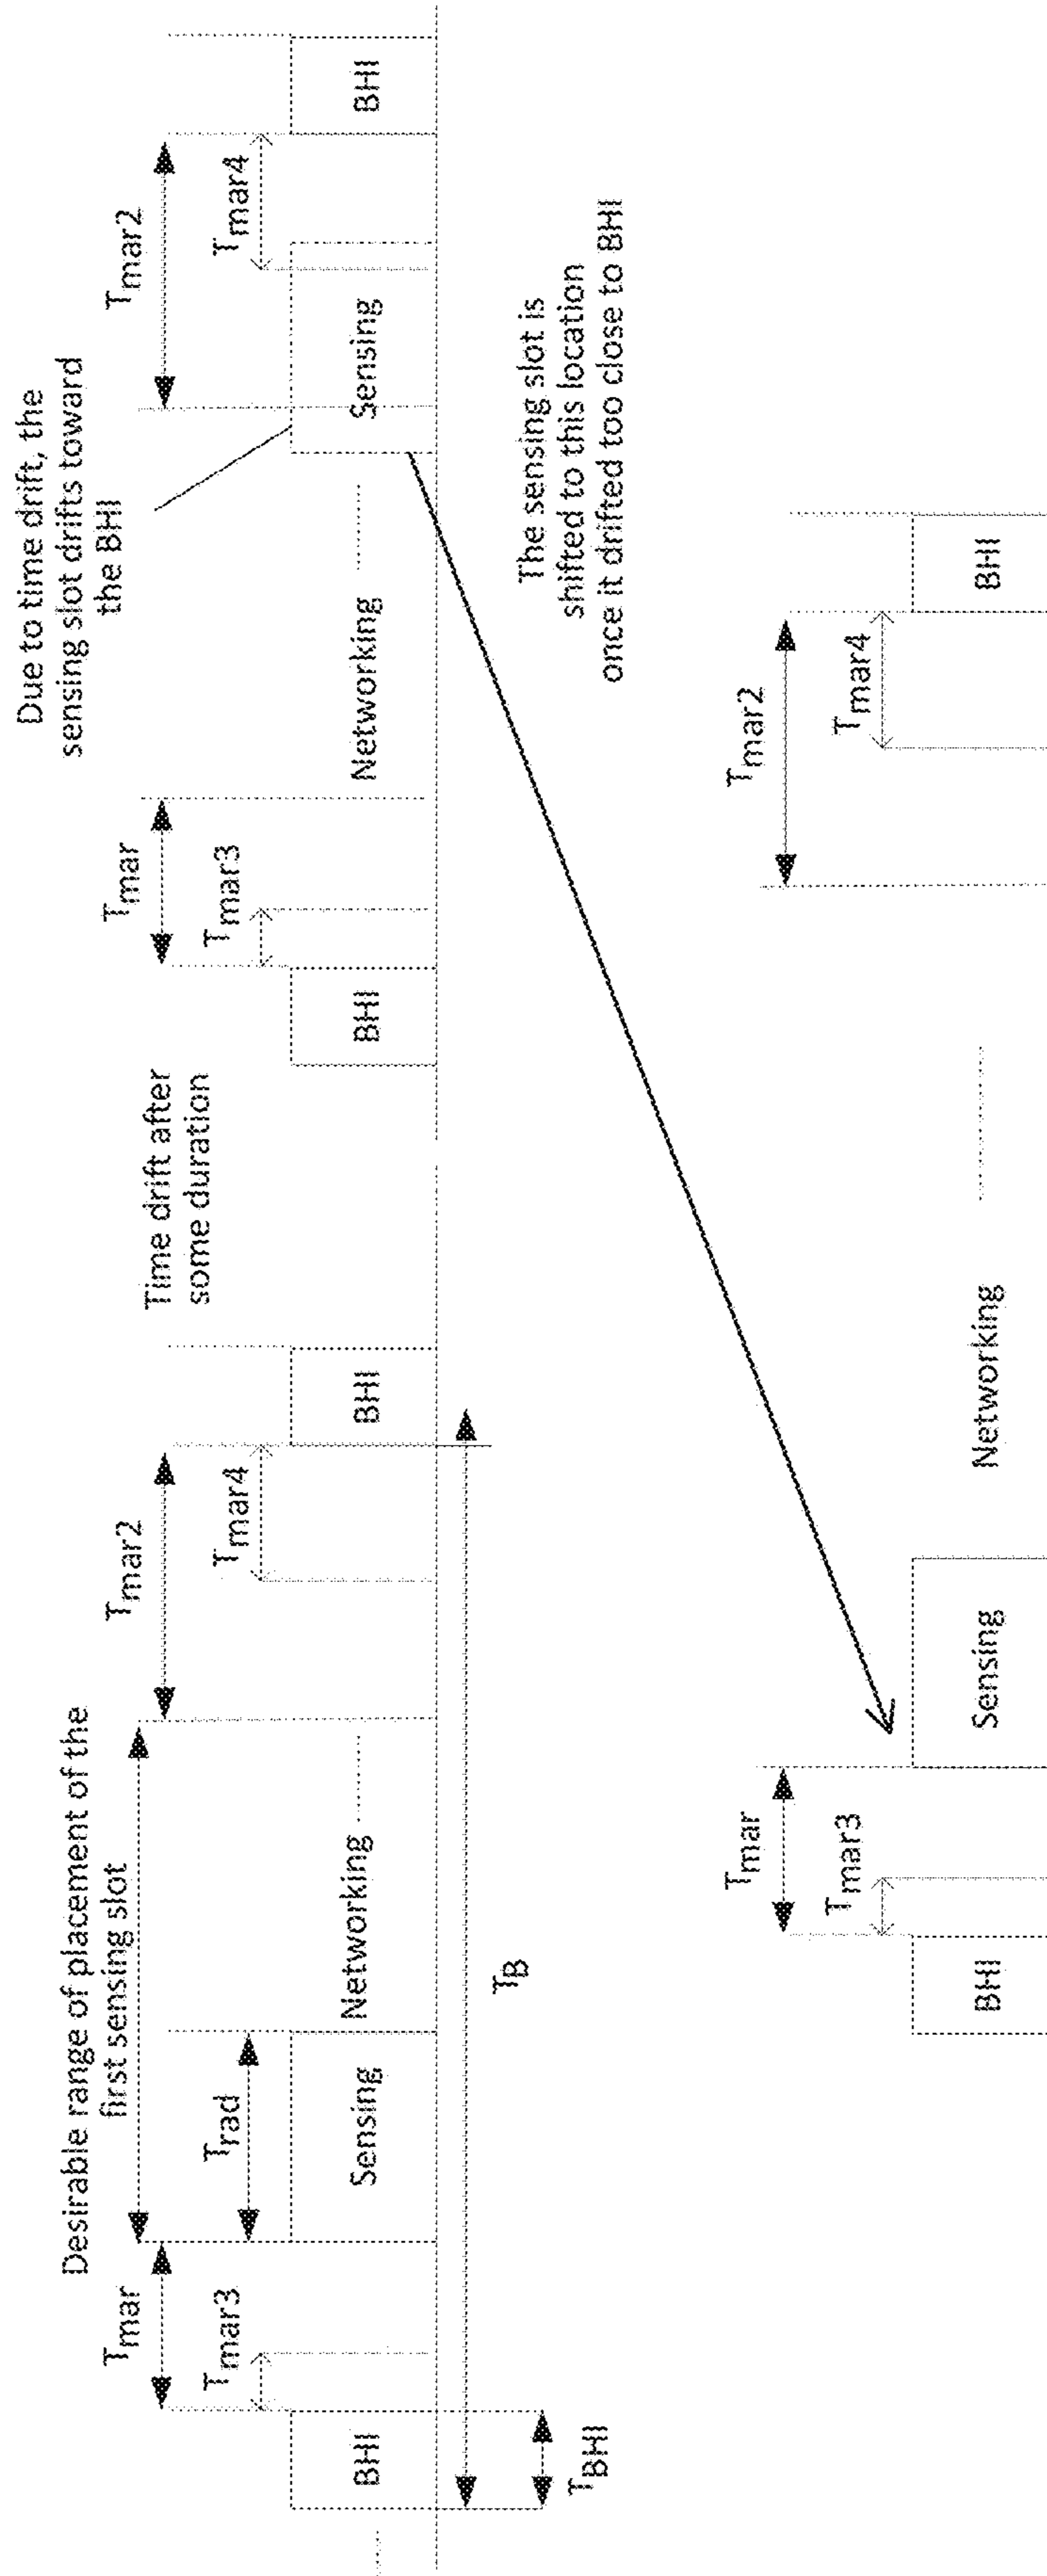 Desirable range of placement of the
first sensing slot
Due to time drift, the
sensing slot drifts toward
the BHI
Tmar
Tmar3
Trad
Tmar2
Tmar4
Time drift after
some duration
Tmar
Tmar3
Tmar2
Tmar4
BHI
Sensing
Networking
BHI
BHI
Networking
Sensing
BHI
TB
TBHI
The sensing slot is
shifted to this location
once it drifted too close to BHI
Tmar
Tmar3
Tmar2
Tmar4
BHI
Sensing
Networking
BHI